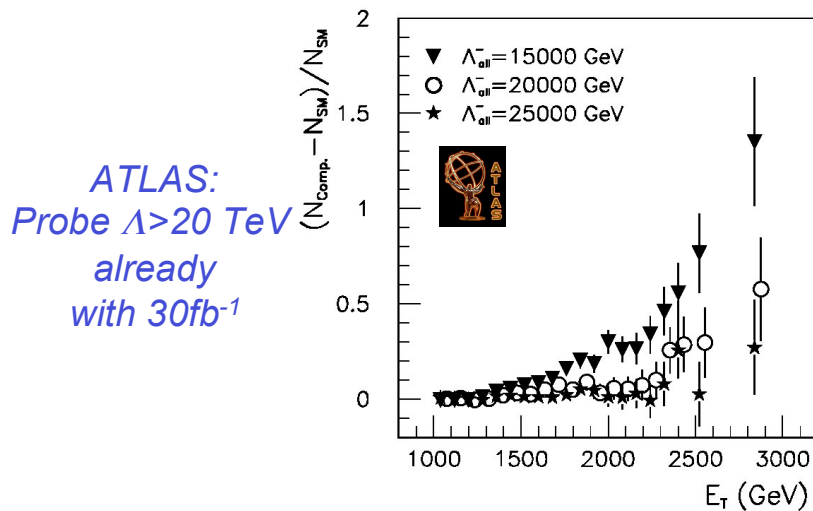 ATLAS:
Probe Λ>20 TeV
already
with 30fb-1
(NComp.-NSM)/NSM
2
1.5
1
0.5
0
Λ-all=15000 GeV
Λ-all=20000 GeV
Λ-all=25000 GeV
ATLAS
1000 1500 2000 2500 3000
ET (GeV)